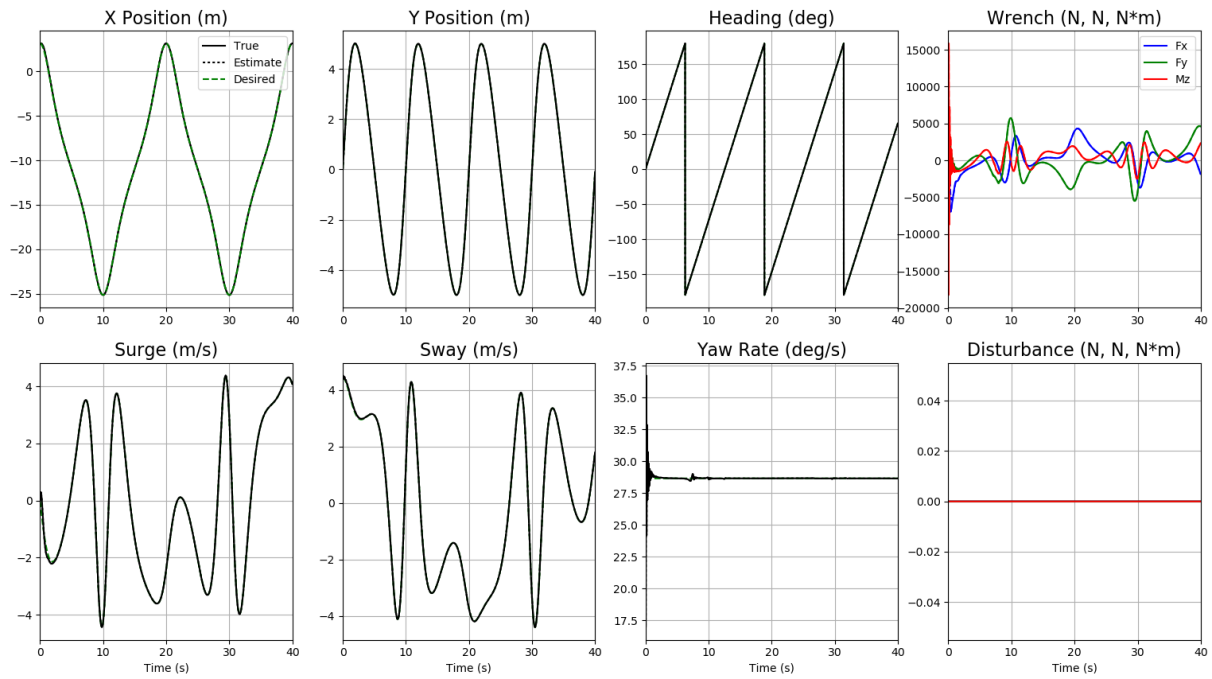 X Position (m)
Y Position (m)
Heading (deg)
Wrench (N, N, N*m)
True
Estimate
Desired
Fx
Fy
Mz
0
−5
−10
−15
−20
−25
0 10 20 30 40
4
2
0
−2
−4
0 10 20 30 40
150
100
50
0
−50
−100
−150
0 10 20 30 40
15000
10000
5000
0
−5000
−10000
−15000
−20000
0 10 20 30 40
Surge (m/s)
Sway (m/s)
Yaw Rate (deg/s)
Disturbance (N, N, N*m)
4
2
0
−2
−4
0 10 20 30 40
Time (s)
4
2
0
−2
−4
0 10 20 30 40
Time (s)
37.5
35.0
32.5
30.0
27.5
25.0
22.5
20.0
17.5
0 10 20 30 40
Time (s)
0.04
0.02
0.00
−0.02
−0.04
0 10 20 30 40
Time (s)